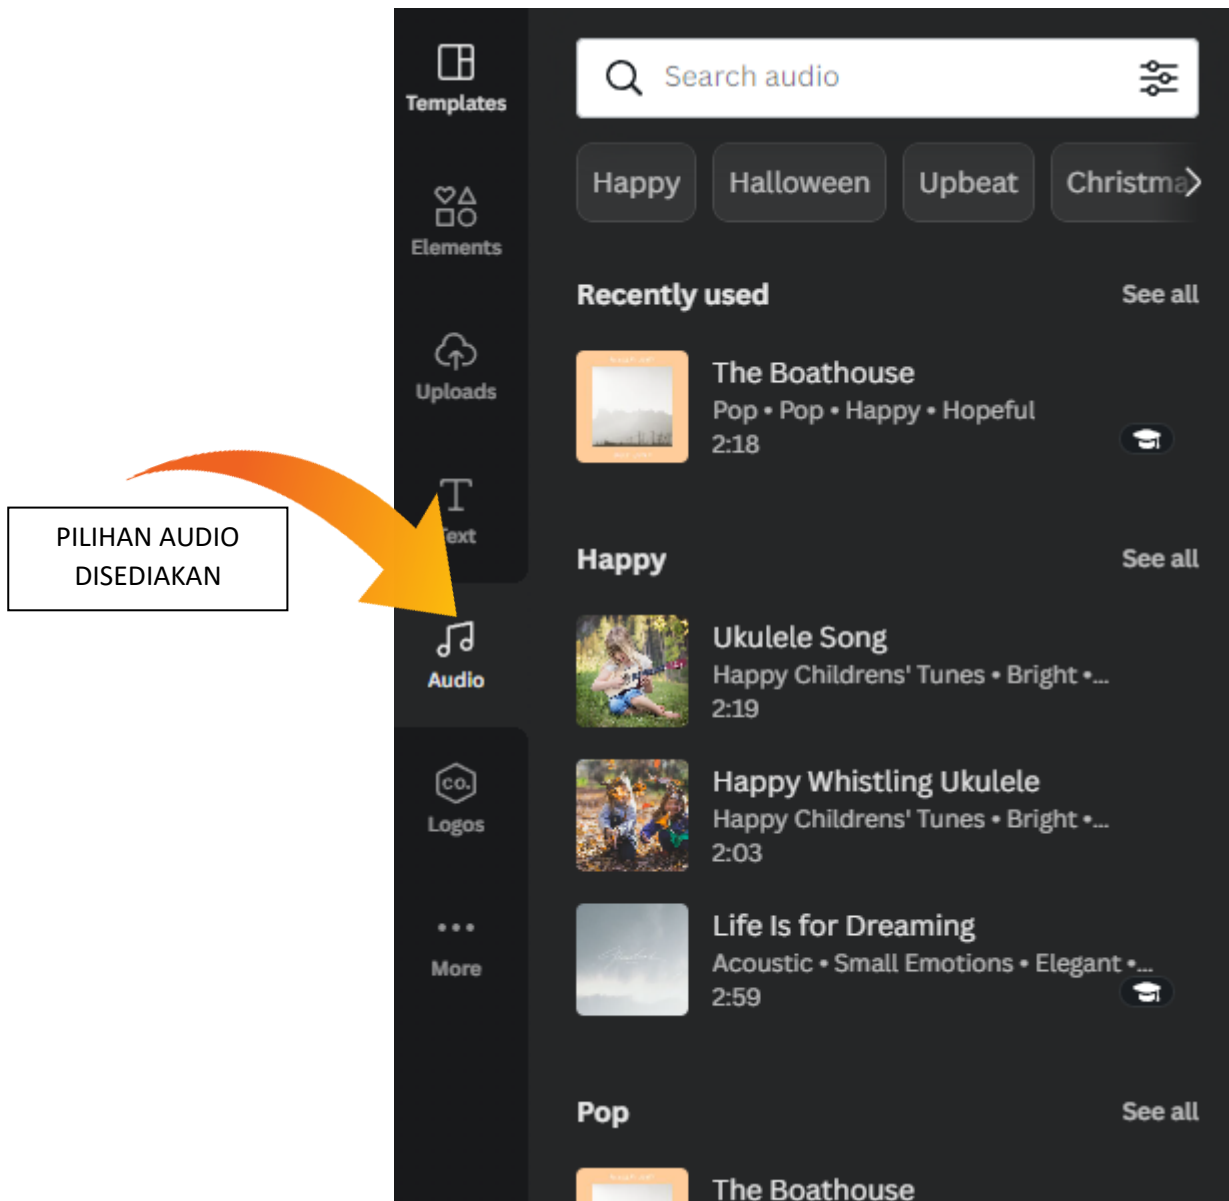 Templates
Elements
Uploads
Text
Audio
CO.
Logos
More
PILIHAN AUDIO
DISEDIAKAN
Search audio
Happy
Halloween
Upbeat
Christma
Recently used
See all
The Boathouse
Pop • Pop • Happy • Hopeful
2:18
Happy
See all
Ukulele Song
Happy Childrens' Tunes • Bright •...
2:19
Happy Whistling Ukulele
Happy Childrens' Tunes • Bright •...
2:03
Life Is for Dreaming
Acoustic • Small Emotions • Elegant •...
2:59
Pop
See all
The Boathouse